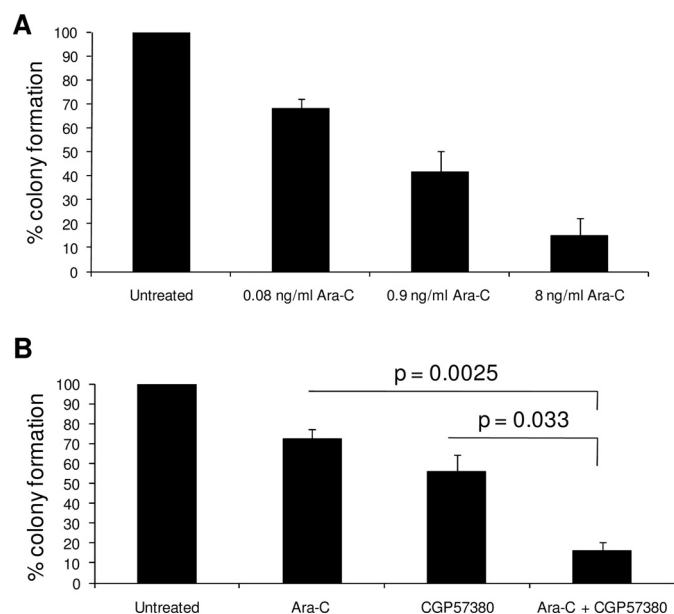 A
% colony formation
100
90
80
70
60
50
40
30
20
10
0
Untreated
0.08 ng/ml Ara-C
0.9 ng/ml Ara-C
8 ng/ml Ara-C
B
% colony formation
100
90
80
70
60
50
40
30
20
10
0
p = 0.0025
p = 0.033
Untreated
Ara-C
CGP57380
Ara-C + CGP57380